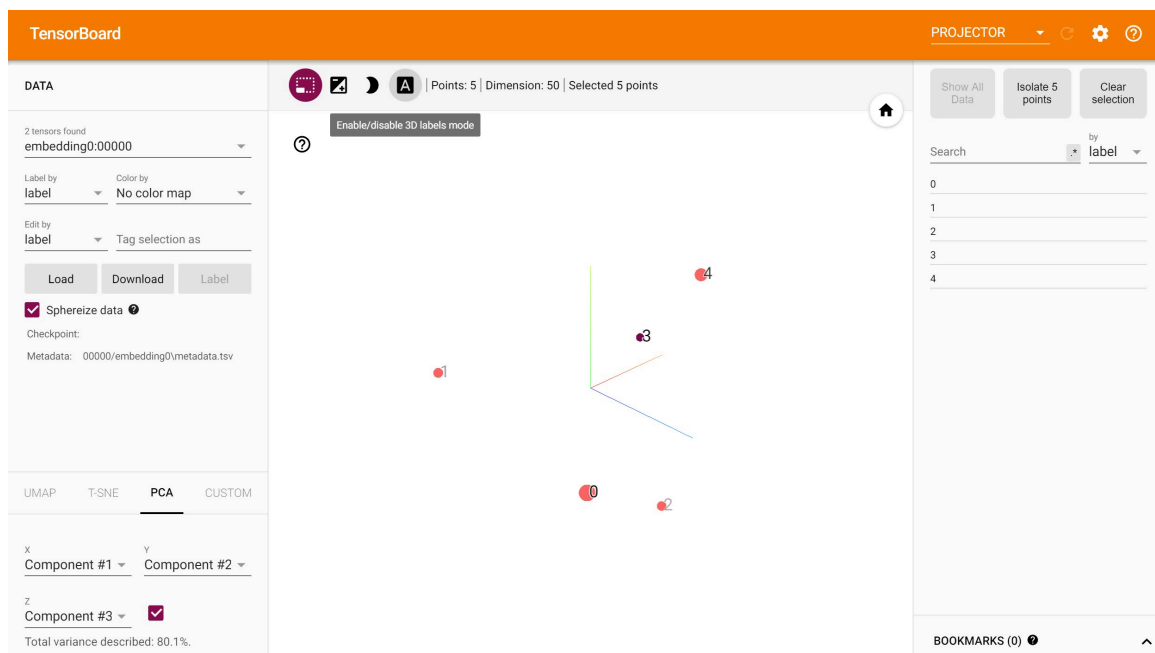 TensorBoard
PROJECTOR
DATA
A | Points: 5 | Dimension: 50 | Selected 5 points
Enable/disable 3D labels mode
Show All
Data
Isolate 5
points
Clear
selection
2 tensors found
embedding0:00000
Label by
label
Color by
No color map
Edit by
label
Tag selection as
Load
Download
Label
Sphereize data
Checkpoint:
Metadata: 00000/embedding0\metadata.tsv
UMAP
T-SNE
PCA
CUSTOM
X
Component #1
Y
Component #2
Z
Component #3
Total variance described: 80.1%.
4
3
1
0
2
Search
.*
by
label
0
1
2
3
4
BOOKMARKS (0)